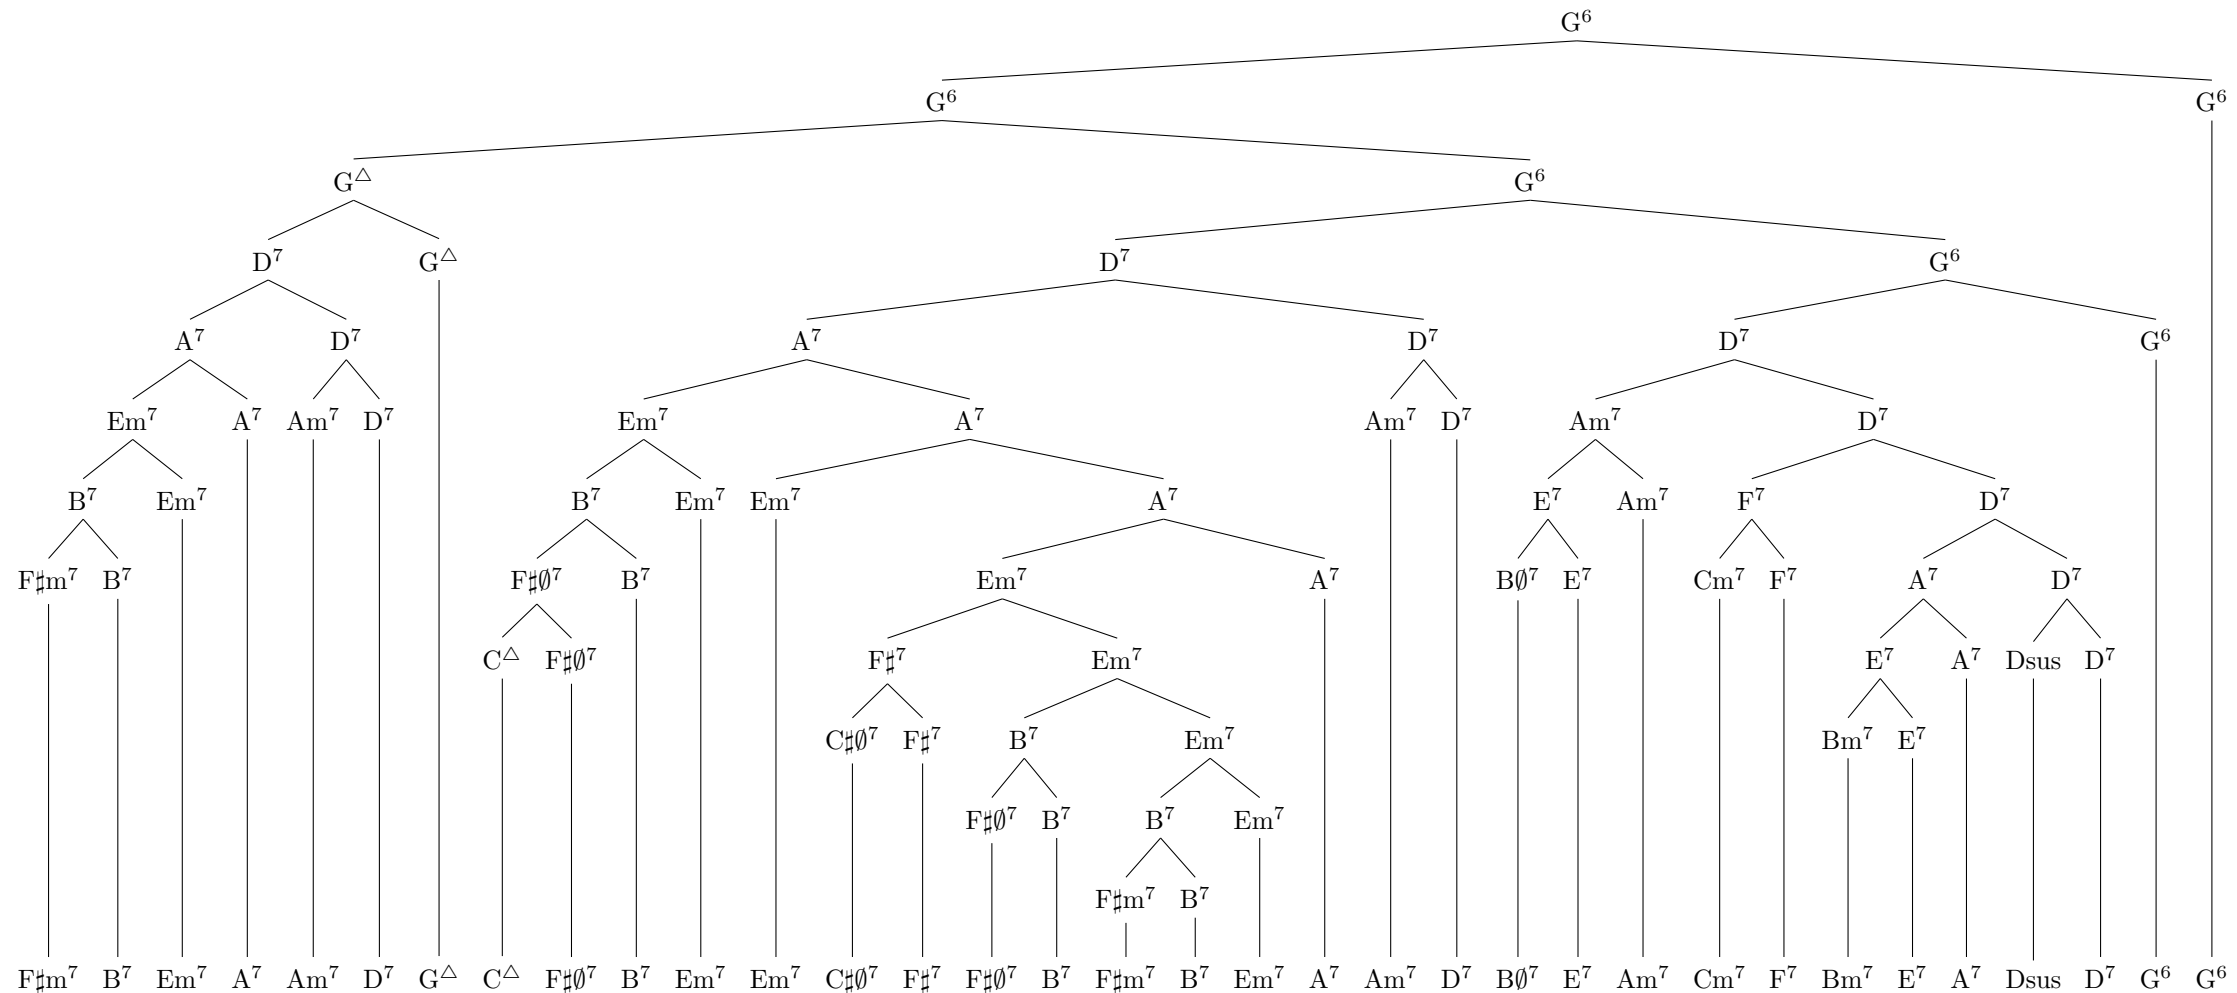 G⁶
G⁶ G⁶
G△ G⁶
D⁷ G△ D⁷ G⁶
A⁷ D⁷ A⁷ D⁷ D⁷ G⁶
Em⁷ A⁷ Am⁷ D⁷ Em⁷ A⁷ Am⁷ D⁷ Am⁷ D⁷
B⁷ Em⁷ B⁷ Em⁷ Em⁷ A⁷ E⁷ Am⁷ F⁷ D⁷
F♯m⁷ B⁷ F♯∅⁷ B⁷ Em⁷ A⁷ B∅⁷ E⁷ Cm⁷ F⁷ A⁷ D⁷
C△ F♯∅⁷ F♯⁷ Em⁷ E⁷ A⁷ Dsus D⁷
C♯∅⁷ F♯⁷ B⁷ Em⁷ Bm⁷ E⁷
F♯∅⁷ B⁷ B⁷ Em⁷
F♯m⁷ B⁷
F♯m⁷ B⁷ Em⁷ A⁷ Am⁷ D⁷ G△ C△ F♯∅⁷ B⁷ Em⁷ Em⁷ C♯∅⁷ F♯⁷ F♯∅⁷ B⁷ F♯m⁷ B⁷ Em⁷ A⁷ Am⁷ D⁷ B∅⁷ E⁷ Am⁷ Cm⁷ F⁷ Bm⁷ E⁷ A⁷ Dsus D⁷ G⁶ G⁶